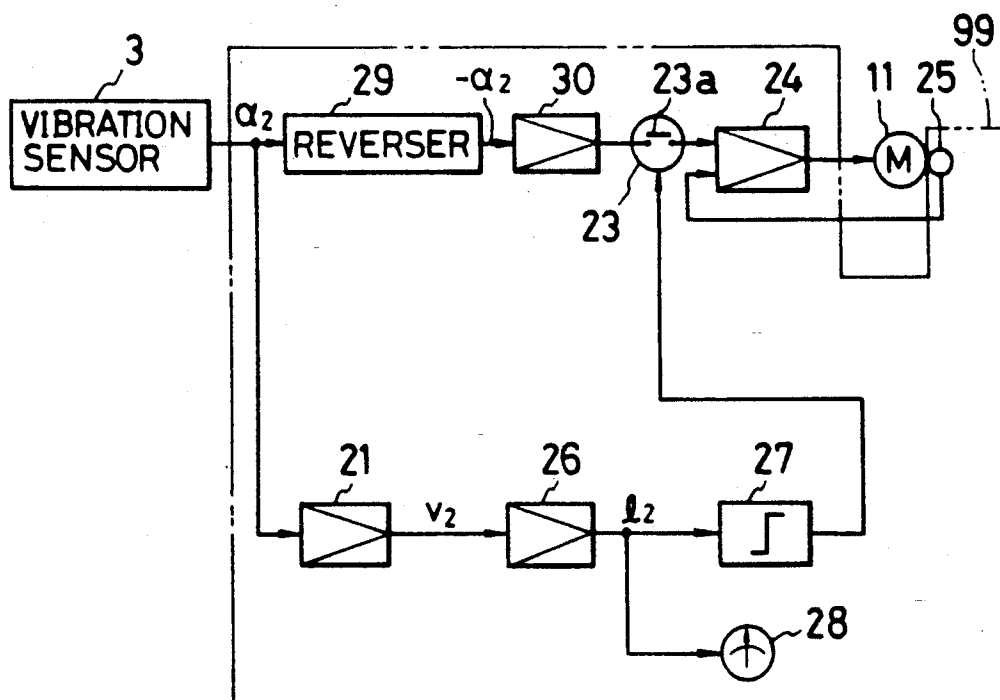 3
29
-α₂
30
23a
24
11
25
99
VIBRATION
SENSOR
α₂
REVERSER
M
23
21
26
27
v₂
ℓ₂
28